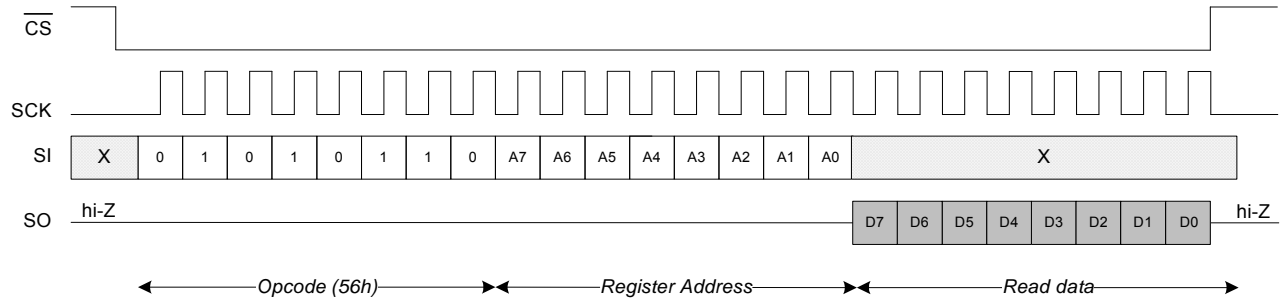 CS
SCK
SI X 0 1 0 1 0 1 1 0 A7 A6 A5 A4 A3 A2 A1 A0 X
SO hi-Z D7 D6 D5 D4 D3 D2 D1 D0 hi-Z
Opcode (56h) Register Address Read data